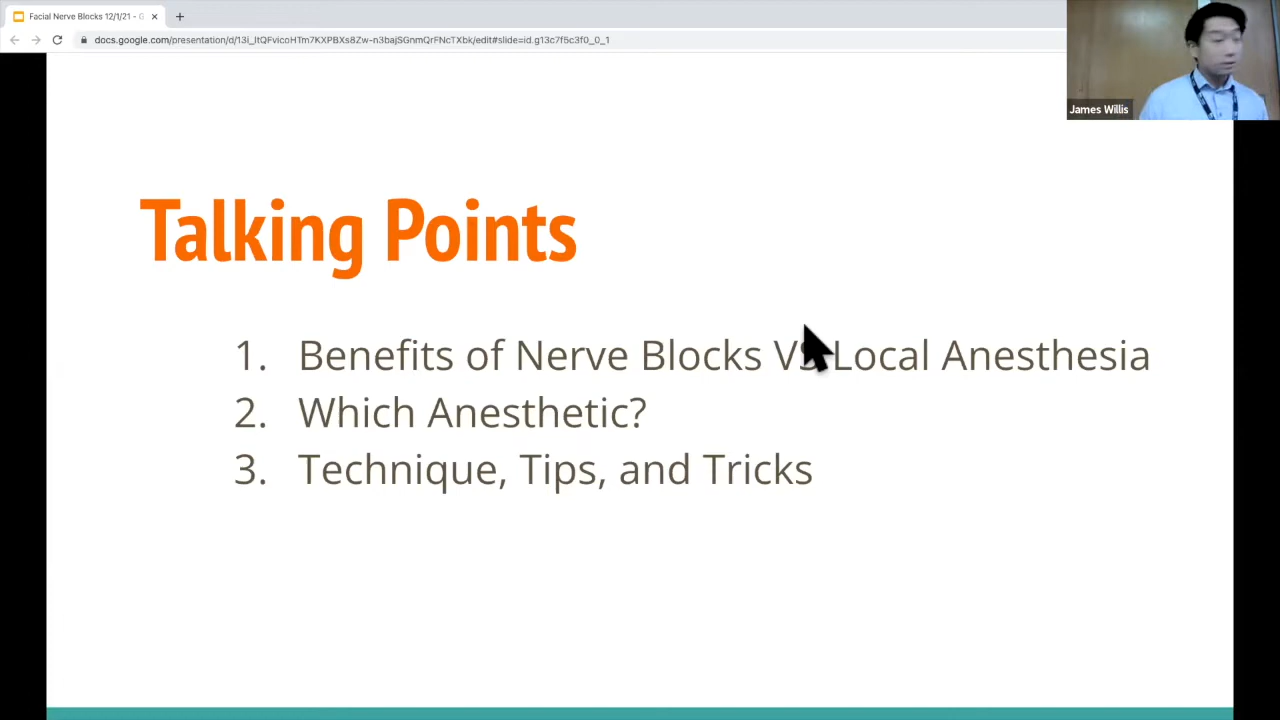 Facial Nerve Blocks 12/1/21 - G
docs.google.com/presentation/d/13i_ItQFvicoHTm7KXPBXs8Zw-n3bajSGnmQrFNcTXbk/edit#slide=id.g13c7f5c3f0_0_1
James Willis
Talking Points
1. Benefits of Nerve Blocks VS Local Anesthesia
2. Which Anesthetic?
3. Technique, Tips, and Tricks